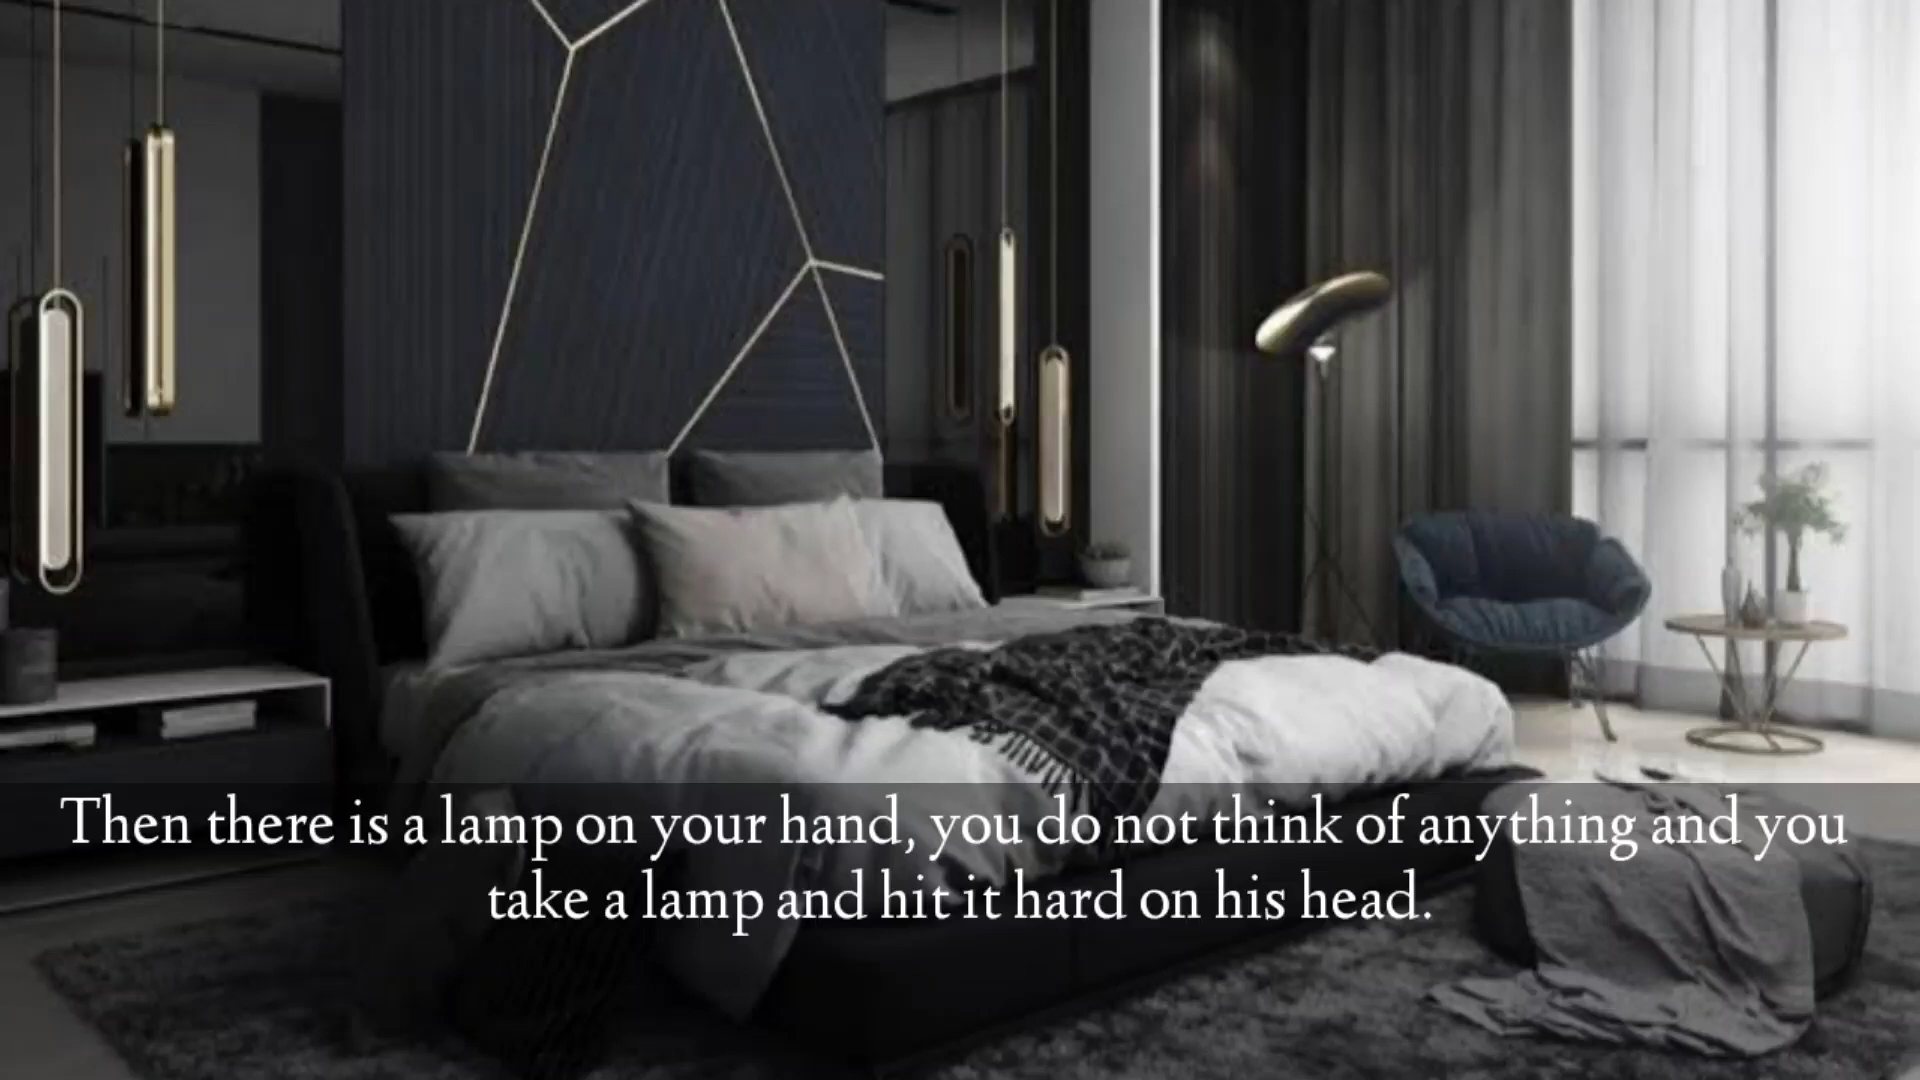 Then there is a lamp on your hand, you do not think of anything and you
take a lamp and hit it hard on his head.